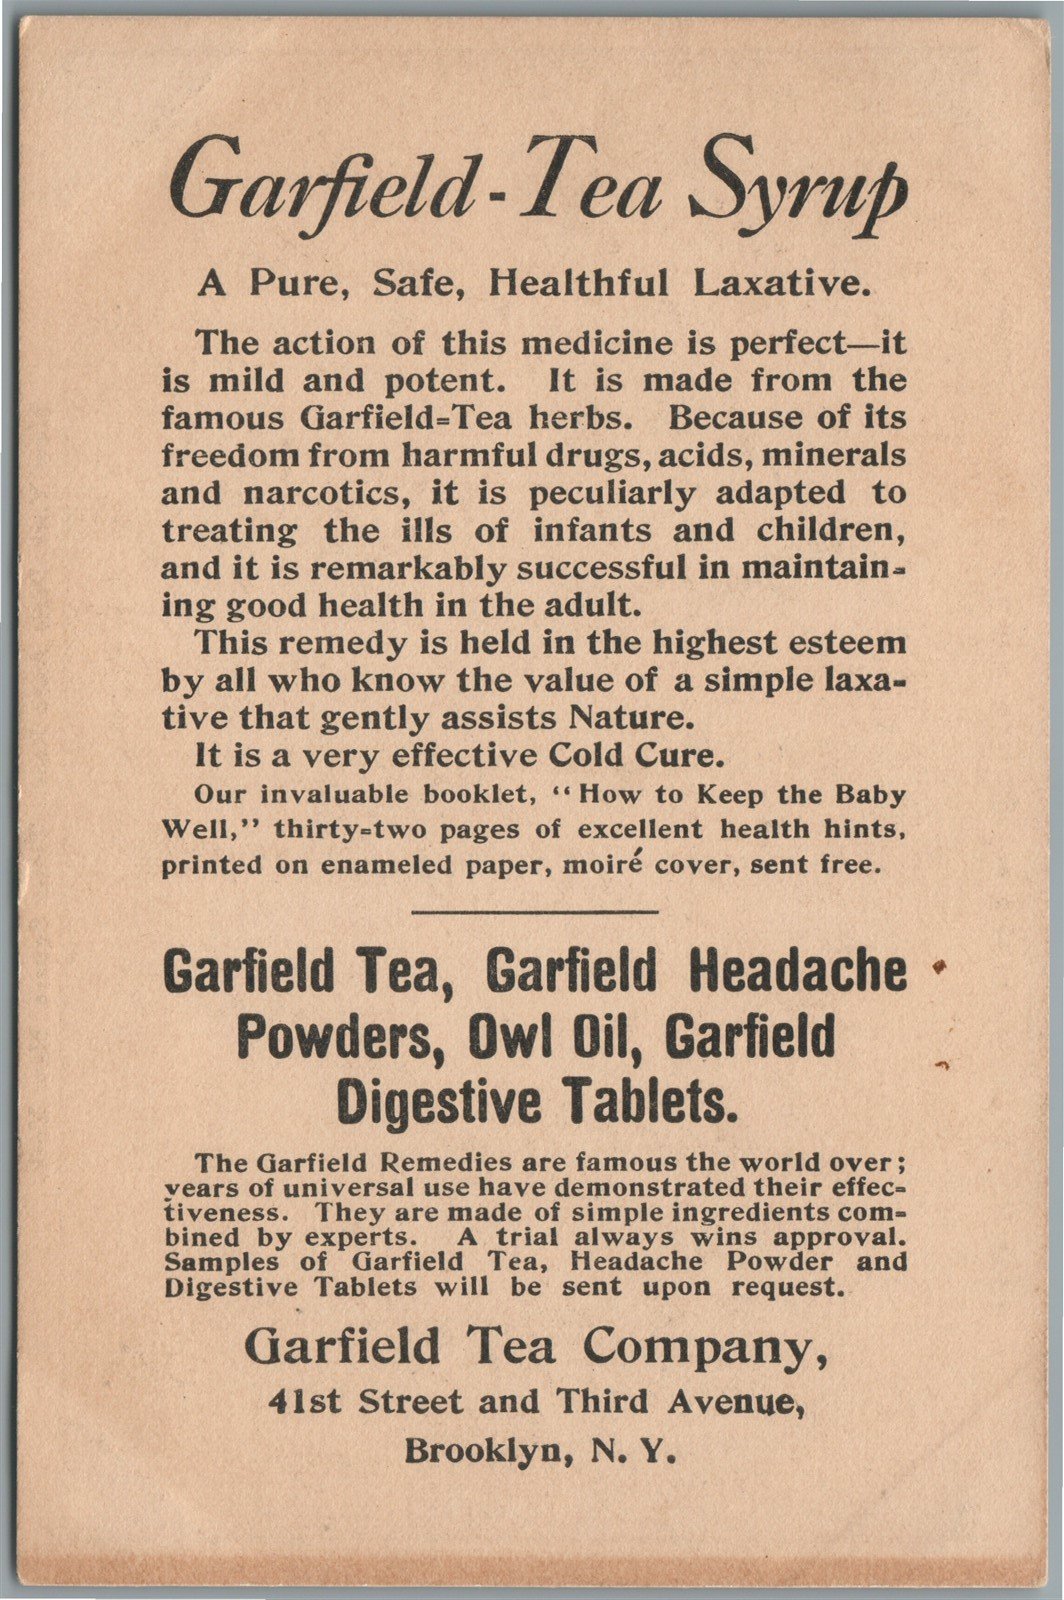 Garfield-Tea Syrup
A Pure, Safe, Healthful Laxative.
The action of this medicine is perfect—it
is mild and potent. It is made from the
famous Garfield=Tea herbs. Because of its
freedom from harmful drugs, acids, minerals
and narcotics, it is peculiarly adapted to
treating the ills of infants and children,
and it is remarkably successful in maintain-
ing good health in the adult.
This remedy is held in the highest esteem
by all who know the value of a simple laxa-
tive that gently assists Nature.
It is a very effective Cold Cure.
Our invaluable booklet, "How to Keep the Baby
Well," thirty=two pages of excellent health hints,
printed on enameled paper, moiré cover, sent free.
Garfield Tea, Garfield Headache
Powders, Owl Oil, Garfield
Digestive Tablets.
The Garfield Remedies are famous the world over;
years of universal use have demonstrated their effec=
tiveness. They are made of simple ingredients com=
bined by experts. A trial always wins approval.
Samples of Garfield Tea, Headache Powder and
Digestive Tablets will be sent upon request.
Garfield Tea Company,
41st Street and Third Avenue,
Brooklyn, N. Y.